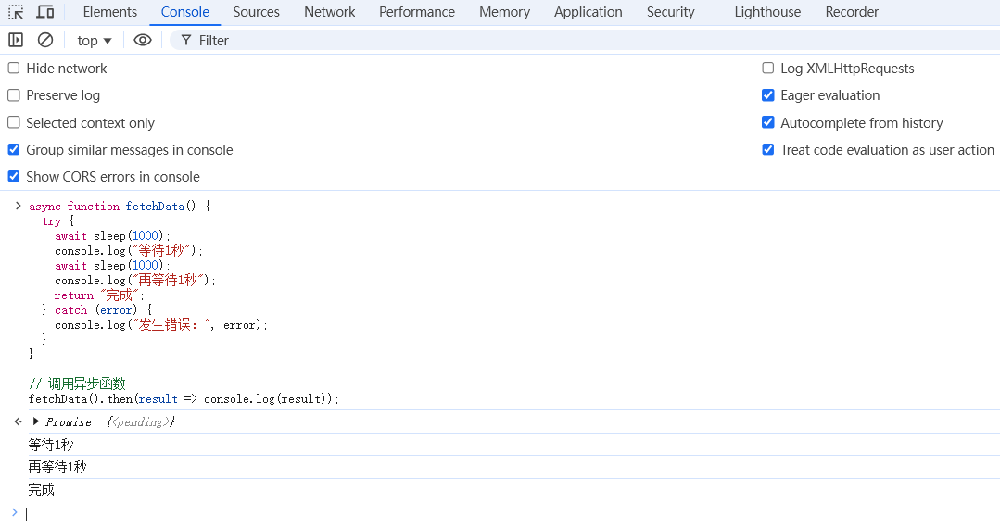 Elements Console Sources Network Performance Memory Application Security Lighthouse Recorder
top ▼ Filter
Hide network Log XMLHttpRequests
Preserve log Eager evaluation
Selected context only Autocomplete from history
Group similar messages in console Treat code evaluation as user action
Show CORS errors in console
> async function fetchData() {
  try {
    await sleep(1000);
    console.log("等待1秒");
    await sleep(1000);
    console.log("再等待1秒");
    return "完成";
  } catch (error) {
    console.log("发生错误：", error);
  }
}
// 调用异步函数
fetchData().then(result => console.log(result));
Promise {<pending>}
等待1秒
再等待1秒
完成
>